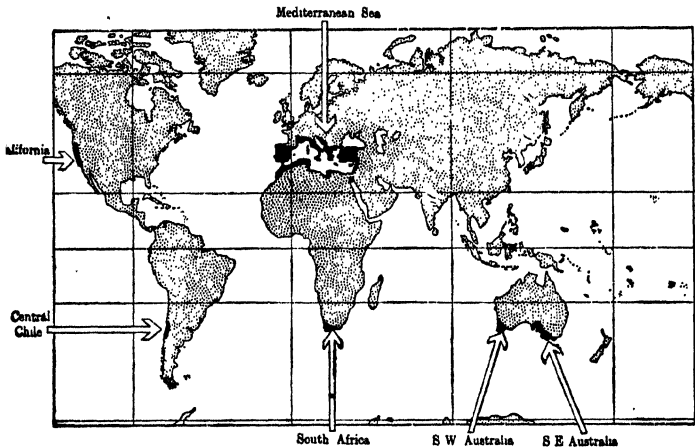 Mediterranean Sea
alifornia
Central
Chile
South Africa
S W Australia
S E Australia